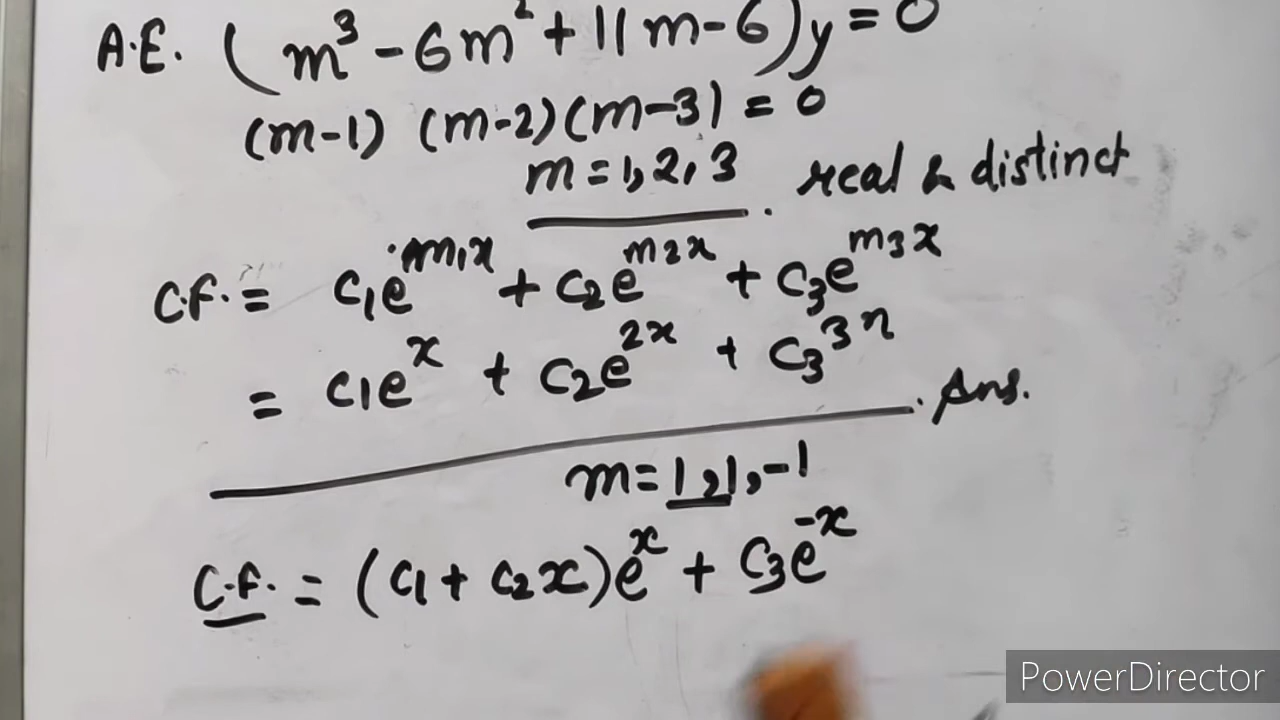 A.E. (m³-6m²+11m-6)y=0
(m-1) (m-2)(m-3) = 0
m=1,2,3 . real & distinct
C.F. = c₁e^m₁x + c₂e^m₂x + c₃e^m₃x
= c₁e^x + c₂e^2x + c₃^3x . Ans.
m=1,1,-1
C.F. = (c₁+c₂x)e^x + c₃e^-x
PowerDirector